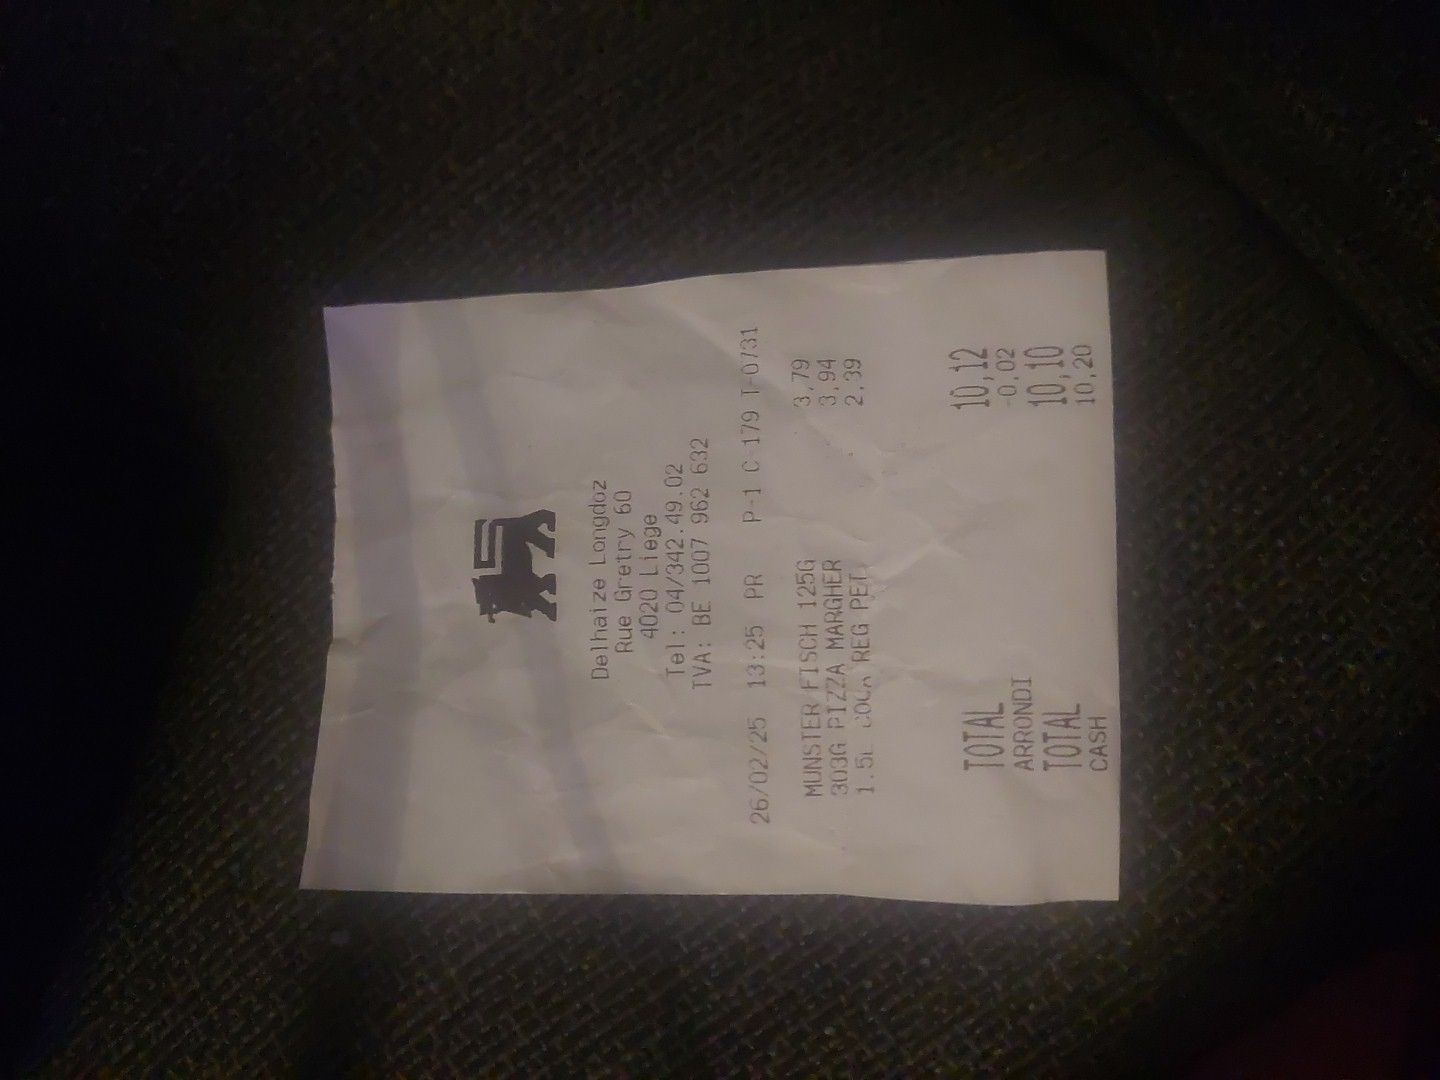 Delhaize Longdoz
Rue Gretry 60
4020 Liege
Tel: 04/342.49.02
TVA: BE 1007 962 632
26/02/25 13:25 PR P-1 C-179 T-0731
MUNSTER FISCH 125G 3,79
303G PIZZA MARGHER 3,94
1.5L COCA REG PET 2,39
TOTAL 10,12
ARRONDI -0,02
TOTAL 10,10
CASH 10,20